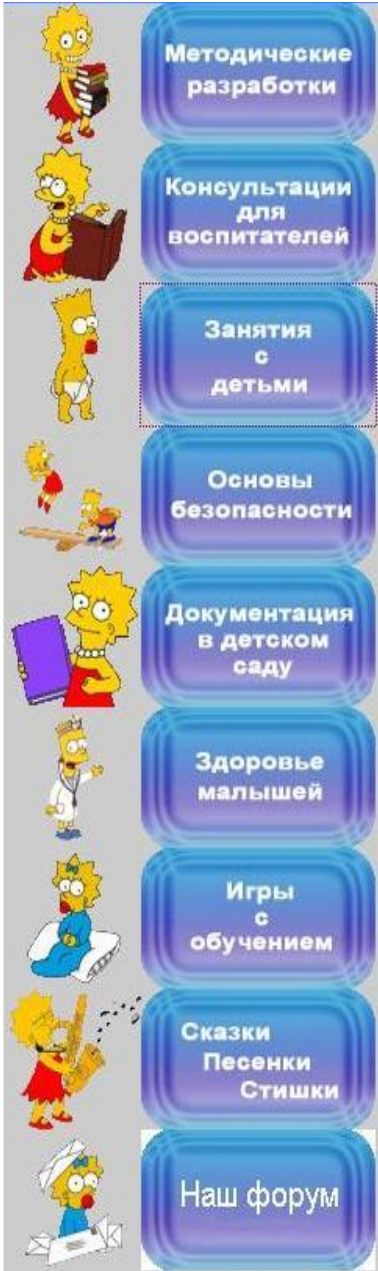 Методические
разработки
Консультации
для
воспитателей
Занятия
с
детьми
Основы
безопасности
Документация
в детском
саду
Здоровье
малышей
Игры
с
обучением
Сказки
Песенки
Стишки
Наш форум